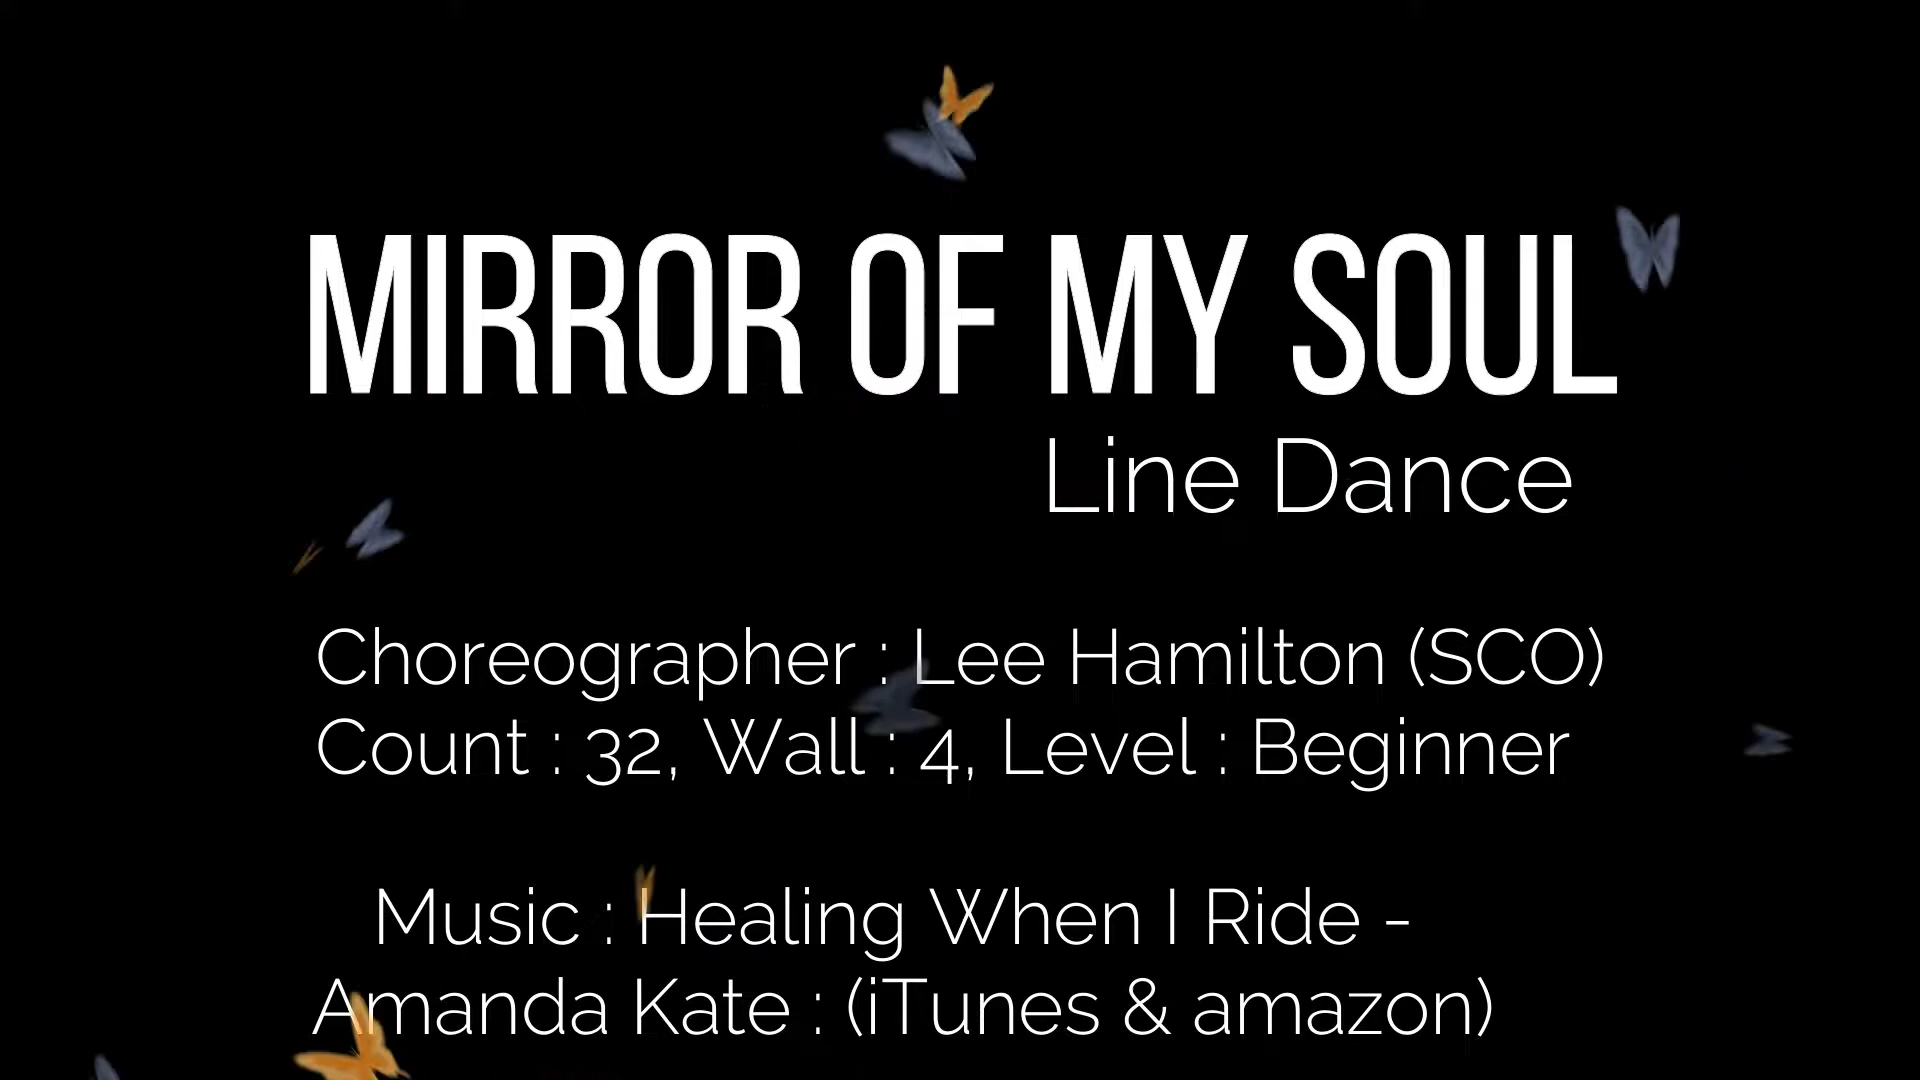 MIRROR OF MY SOUL
Line Dance
Choreographer : Lee Hamilton (SCO)
Count : 32, Wall : 4, Level : Beginner
Music : Healing When I Ride -
Amanda Kate : (iTunes & amazon)